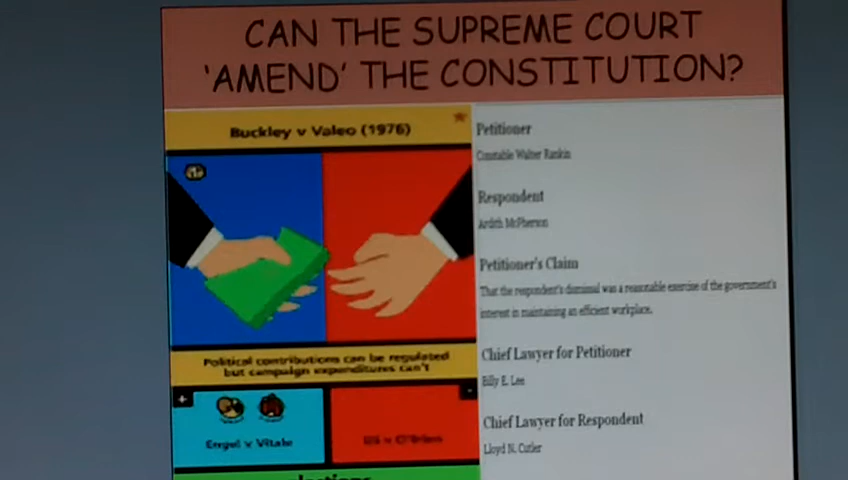 CAN THE SUPREME COURT
'AMEND' THE CONSTITUTION?
Buckley v Valeo (1976)
Political contributions can be regulated
but campaign expenditures can't
+
-
Engel v Vitale
US v O'Brien
elections
Petitioner
Constable Walter Rankin
Respondent
Ardith McPherson
Petitioner's Claim
That the respondent's dismissal was a reasonable exercise of the government's
interest in maintaining an efficient workplace.
Chief Lawyer for Petitioner
Billy E. Lee
Chief Lawyer for Respondent
Lloyd N. Cutler